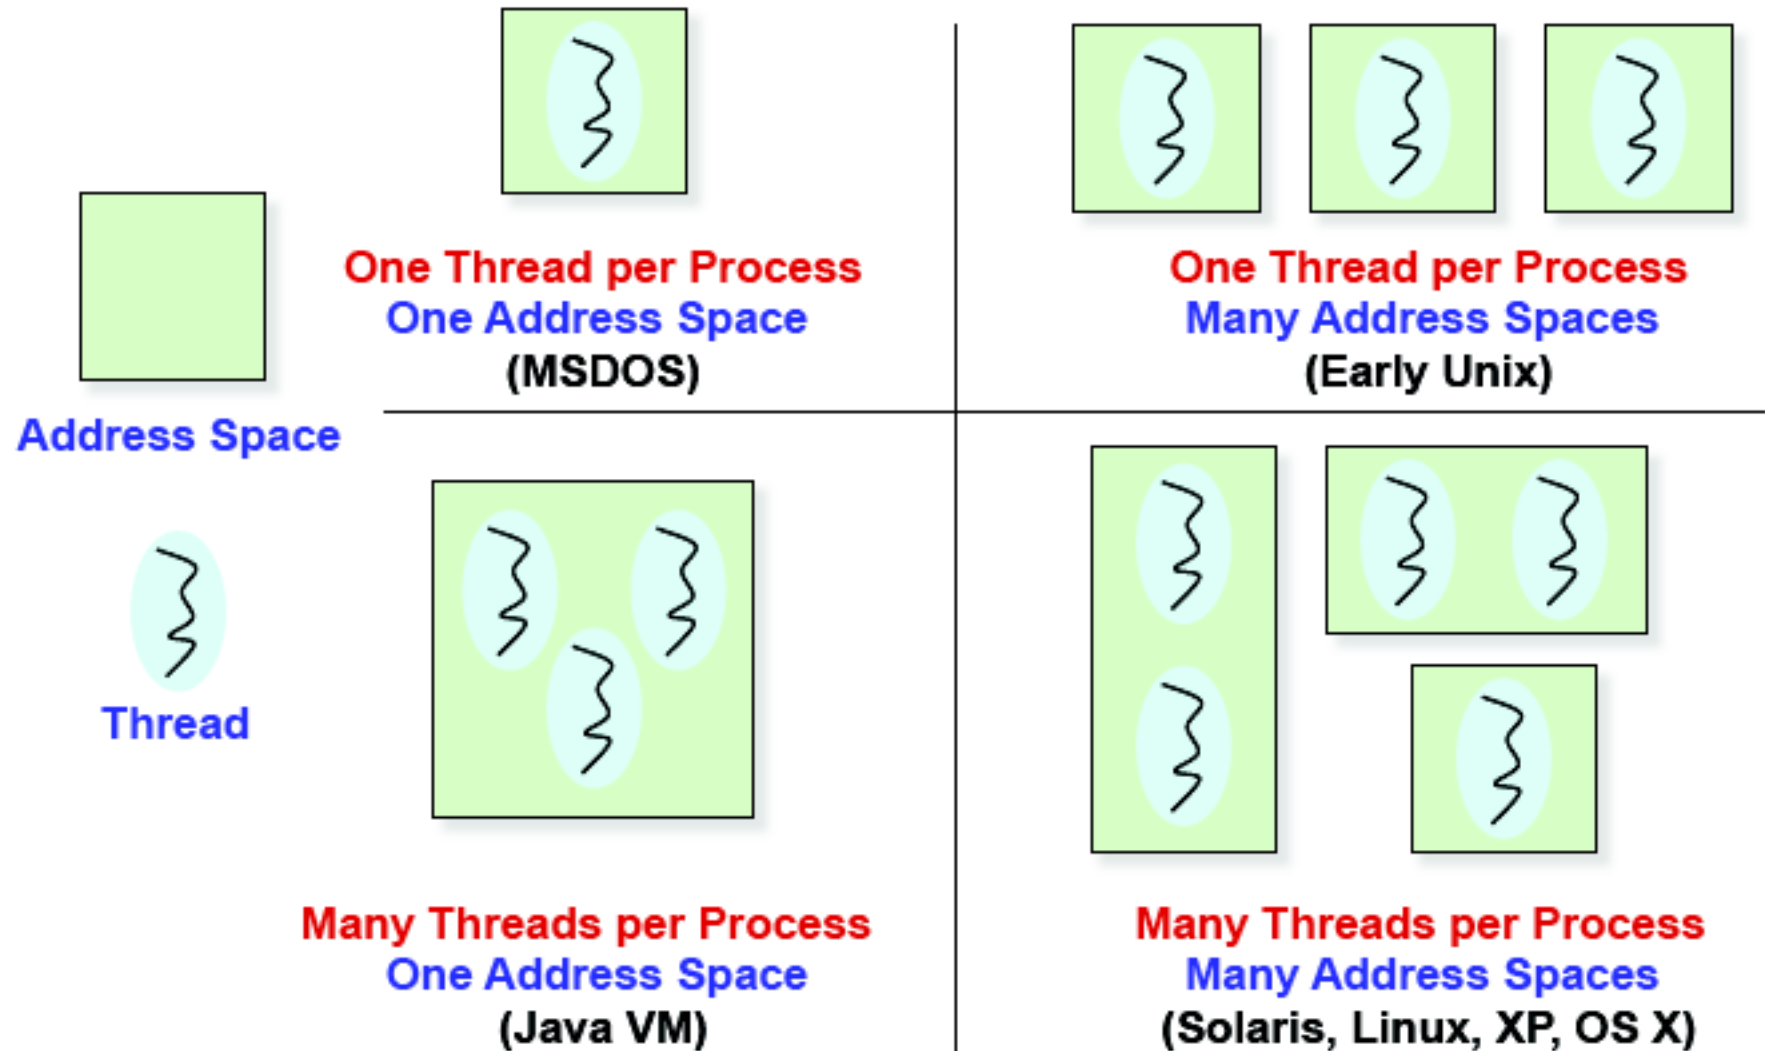 One Thread per Process
One Address Space
(MSDOS)
One Thread per Process
Many Address Spaces
(Early Unix)
Address Space
Thread
Many Threads per Process
One Address Space
(Java VM)
Many Threads per Process
Many Address Spaces
(Solaris, Linux, XP, OS X)